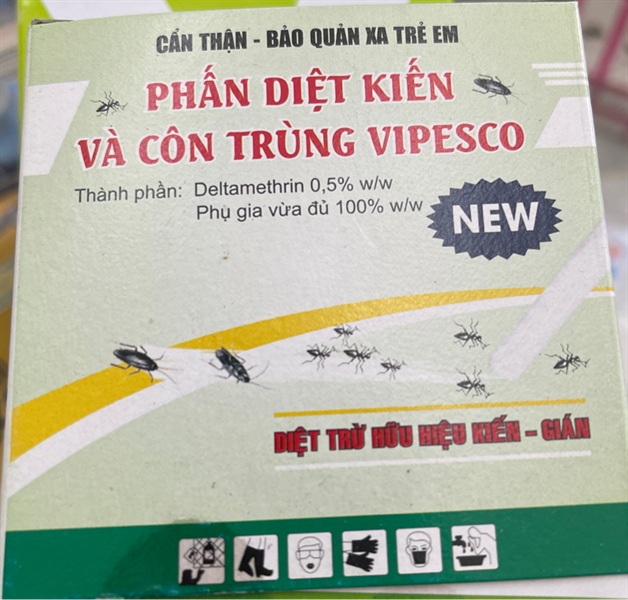 CẨN THẬN - BẢO QUẢN XA TRẺ EM
PHẤN DIỆT KIẾN
VÀ CÔN TRÙNG VIPESCO
Thành phần: Deltamethrin 0,5% w/w
Phụ gia vừa đủ 100% w/w
NEW
DIỆT TRỪ HỮU HIỆU KIẾN - GIÁN